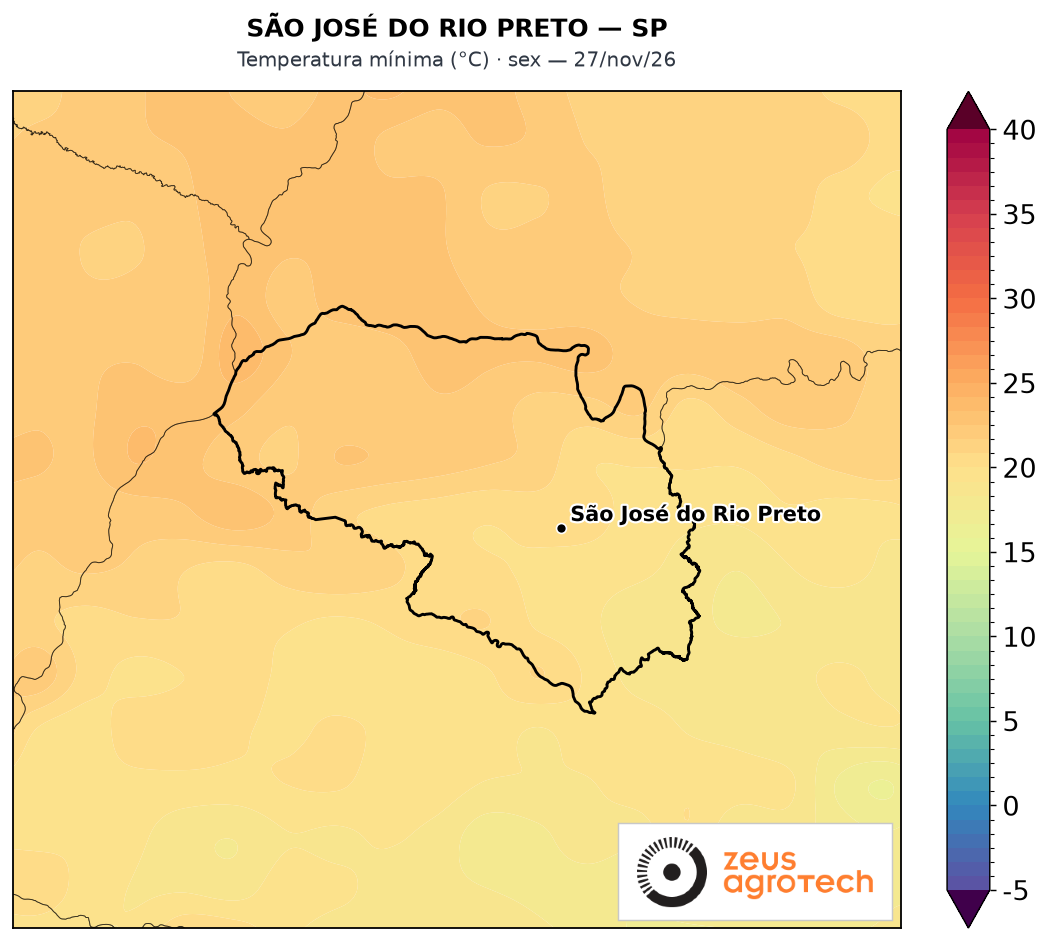 SÃO JOSÉ DO RIO PRETO — SP
Temperatura mínima (°C) · sex — 27/nov/26
40
35
30
25
20
15
10
5
0
-5
São José do Rio Preto
zeus
agrotech